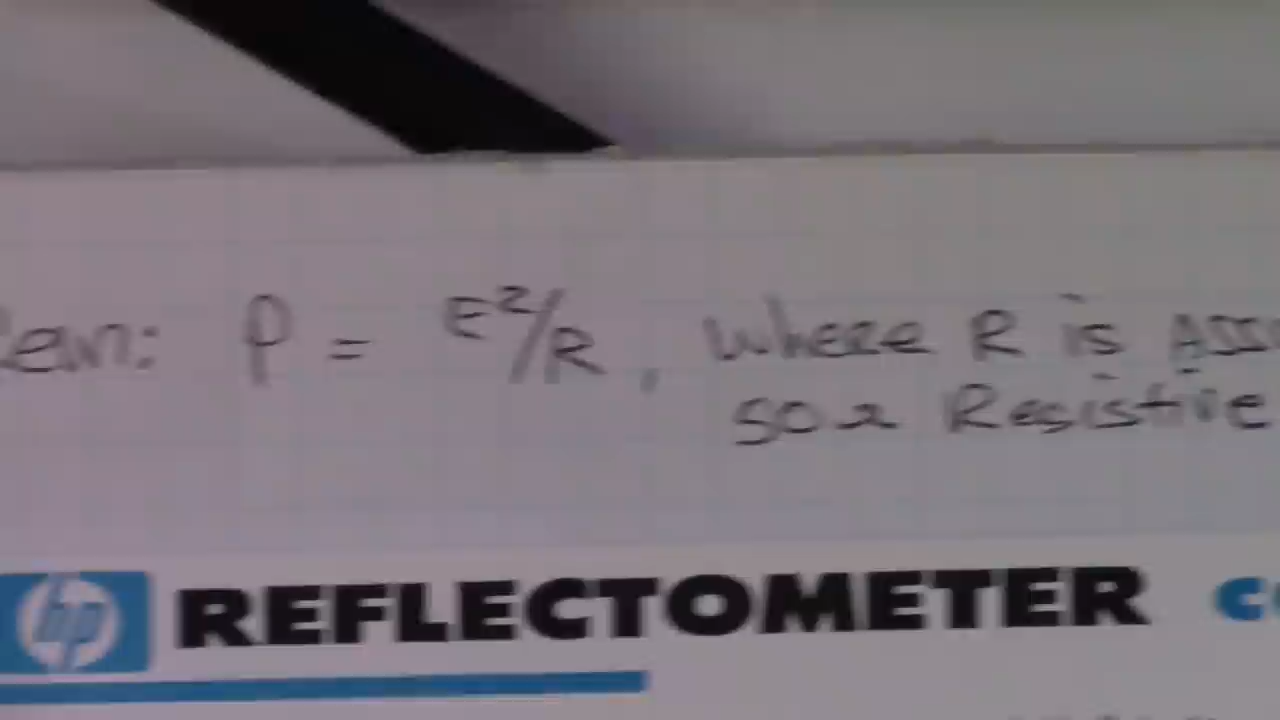 P = E²/R, where R is
50Ω Resistive
hp REFLECTOMETER